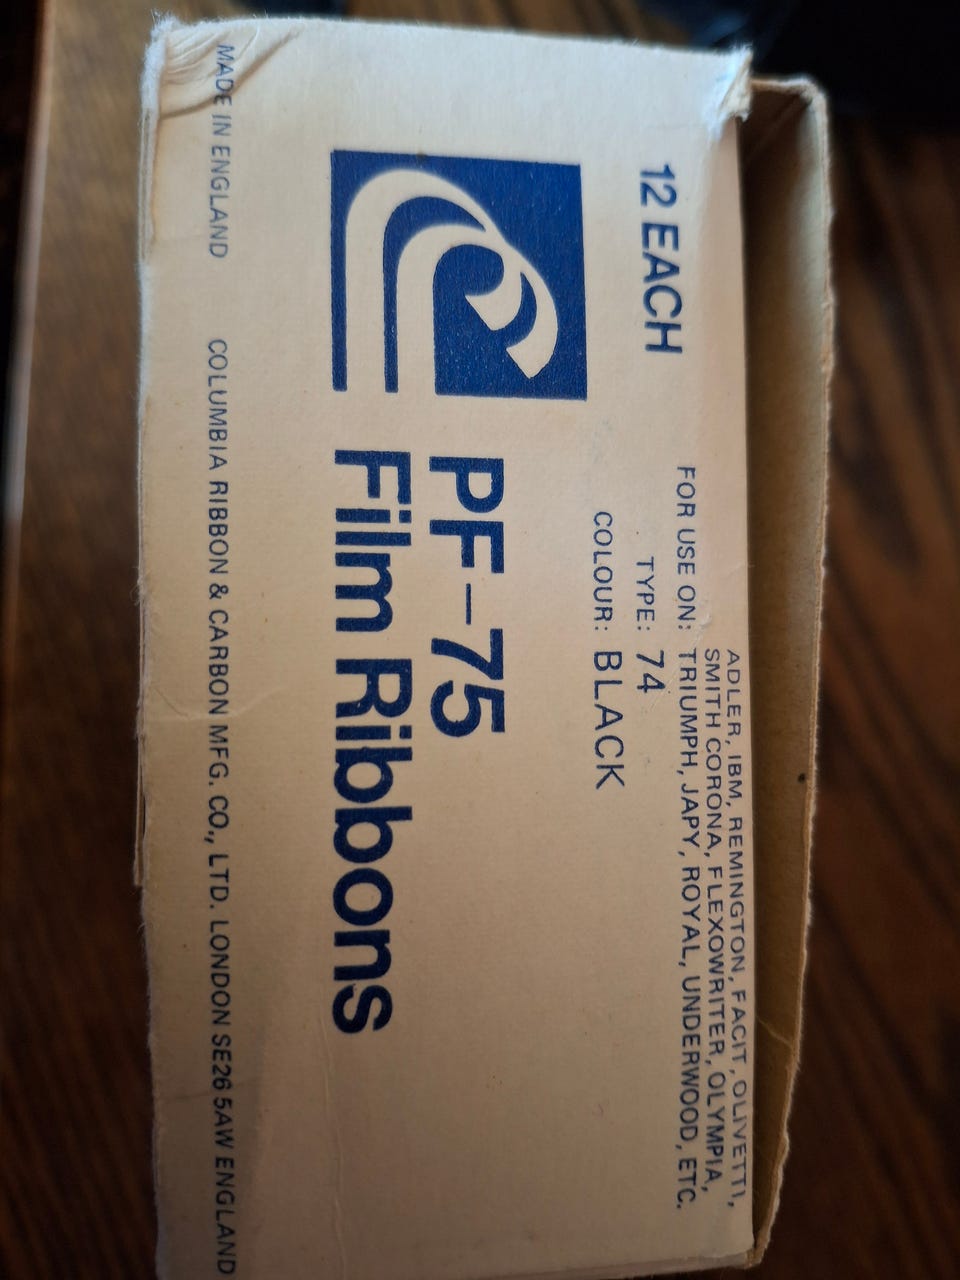 12 EACH
ADLER, IBM, REMINGTON, FACIT, OLIVETTI,
SMITH CORONA, FLEXOWRITER, OLYMPIA,
FOR USE ON: TRIUMPH, JAPY, ROYAL, UNDERWOOD, ETC.
TYPE: 74
COLOUR: BLACK
PF-75
Film Ribbons
MADE IN ENGLAND COLUMBIA RIBBON & CARBON MFG. CO., LTD. LONDON SE26 5AW ENGLAND